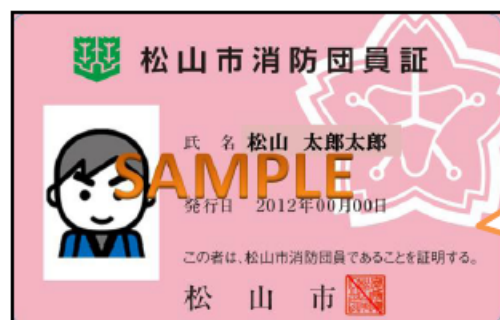 松山市消防団員証
氏 名 松山 太郎太郎
SAMPLE
発行日 2012年00月00日
この者は、松山市消防団員であることを証明する。
松 山 市